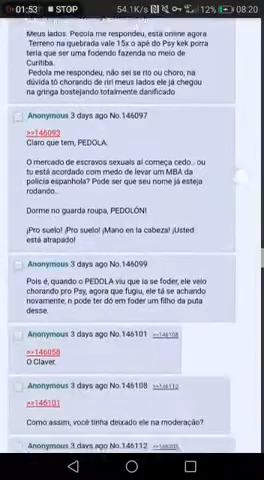 01:53 STOP 54.1K/s 12% 08:20
Meus lados. Pecola me respondeu, está online agora
Terreno na quebrada vale 15x o apê do Psy kek porra
teria que ser uma fodendo fazenda no meio de
Curitiba.
Pedola me respondeu, não sei se rio ou choro, na
dúvida tô chorando de rir! meus lados ele já chegou
na gringa bostejando totalmente danificado
Anonymous 3 days ago No.146097
>>146093
Claro que tem, PEDOLA.
O mercado de escravos sexuais aí começa cedo.. ou
tu está acordado com medo de levar um MBA da
polícia espanhola? Pode ser que seu nome já esteja
rodando..
Dorme no guarda roupa, PEDOLÓN!
¡Pro suelo! ¡Pro suelo! ¡Mano en la cabeza! ¡Usted
está atrapado!
Anonymous 3 days ago No.146099
Pois é, quando o PEDOLA viu que ia se foder, ele veio
chorando pro Psy, agora que fugiu, ele tá se achando
novamente, n pode ter dó em foder um filho da puta
desse.
Anonymous 3 days ago No.146101 >>146108
>>146058
O Claver.
Anonymous 3 days ago No.146108 >>146112
>>146101
Como assim, você tinha deixado ele na moderação?
Anonymous 3 days ago No.146112